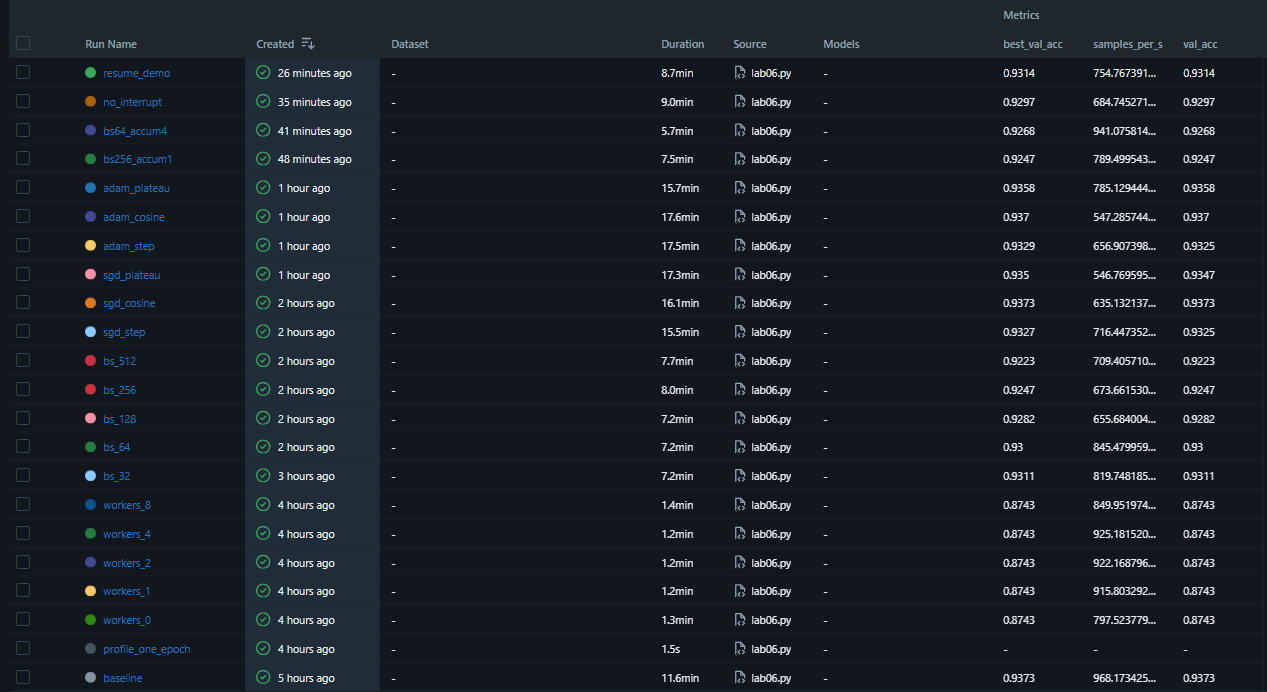 Metrics
Run Name Created Dataset Duration Source Models best_val_acc samples_per_s val_acc
resume_demo 26 minutes ago - 8.7min lab06.py - 0.9314 754.767391... 0.9314
no_interrupt 35 minutes ago - 9.0min lab06.py - 0.9297 684.745271... 0.9297
bs64_accum4 41 minutes ago - 5.7min lab06.py - 0.9268 941.075814... 0.9268
bs256_accum1 48 minutes ago - 7.5min lab06.py - 0.9247 789.499543... 0.9247
adam_plateau 1 hour ago - 15.7min lab06.py - 0.9358 785.129444... 0.9358
adam_cosine 1 hour ago - 17.6min lab06.py - 0.937 547.285744... 0.937
adam_step 1 hour ago - 17.5min lab06.py - 0.9329 656.907398... 0.9325
sgd_plateau 1 hour ago - 17.3min lab06.py - 0.935 546.769595... 0.9347
sgd_cosine 2 hours ago - 16.1min lab06.py - 0.9373 635.132137... 0.9373
sgd_step 2 hours ago - 15.5min lab06.py - 0.9327 716.447352... 0.9325
bs_512 2 hours ago - 7.7min lab06.py - 0.9223 709.405710... 0.9223
bs_256 2 hours ago - 8.0min lab06.py - 0.9247 673.661530... 0.9247
bs_128 2 hours ago - 7.2min lab06.py - 0.9282 655.684004... 0.9282
bs_64 2 hours ago - 7.2min lab06.py - 0.93 845.479959... 0.93
bs_32 3 hours ago - 7.2min lab06.py - 0.9311 819.748185... 0.9311
workers_8 4 hours ago - 1.4min lab06.py - 0.8743 849.951974... 0.8743
workers_4 4 hours ago - 1.2min lab06.py - 0.8743 925.181520... 0.8743
workers_2 4 hours ago - 1.2min lab06.py - 0.8743 922.168796... 0.8743
workers_1 4 hours ago - 1.2min lab06.py - 0.8743 915.803292... 0.8743
workers_0 4 hours ago - 1.3min lab06.py - 0.8743 797.523779... 0.8743
profile_one_epoch 4 hours ago - 1.5s lab06.py - - - -
baseline 5 hours ago - 11.6min lab06.py - 0.9373 968.173425... 0.9373